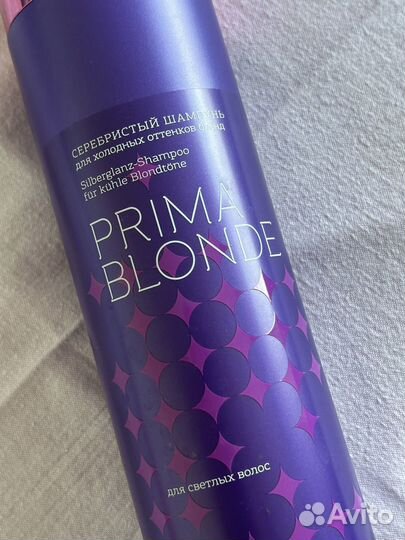 СЕРЕБРИСТЫЙ ШАМПУНЬ
для холодных оттенков блонд
Silberglanz-Shampoo
für kühle Blondtöne
PRIMA
BLONDE
для светлых волос
Avito